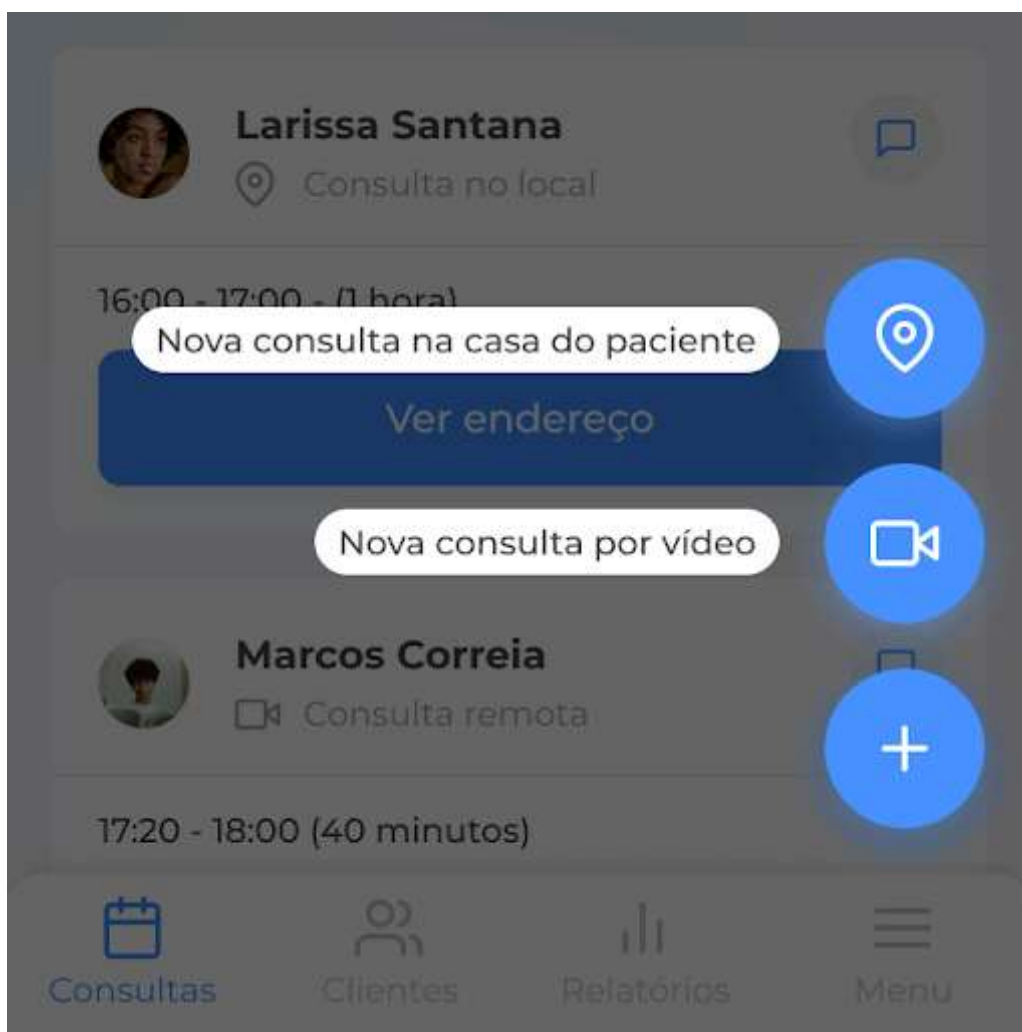 Larissa Santana
Consulta no local
16:00 - 17:00 - (1 hora)
Nova consulta na casa do paciente
Ver endereço
Nova consulta por vídeo
Marcos Correia
Consulta remota
17:20 - 18:00 (40 minutos)
Consultas
Clientes
Relatórios
Menu